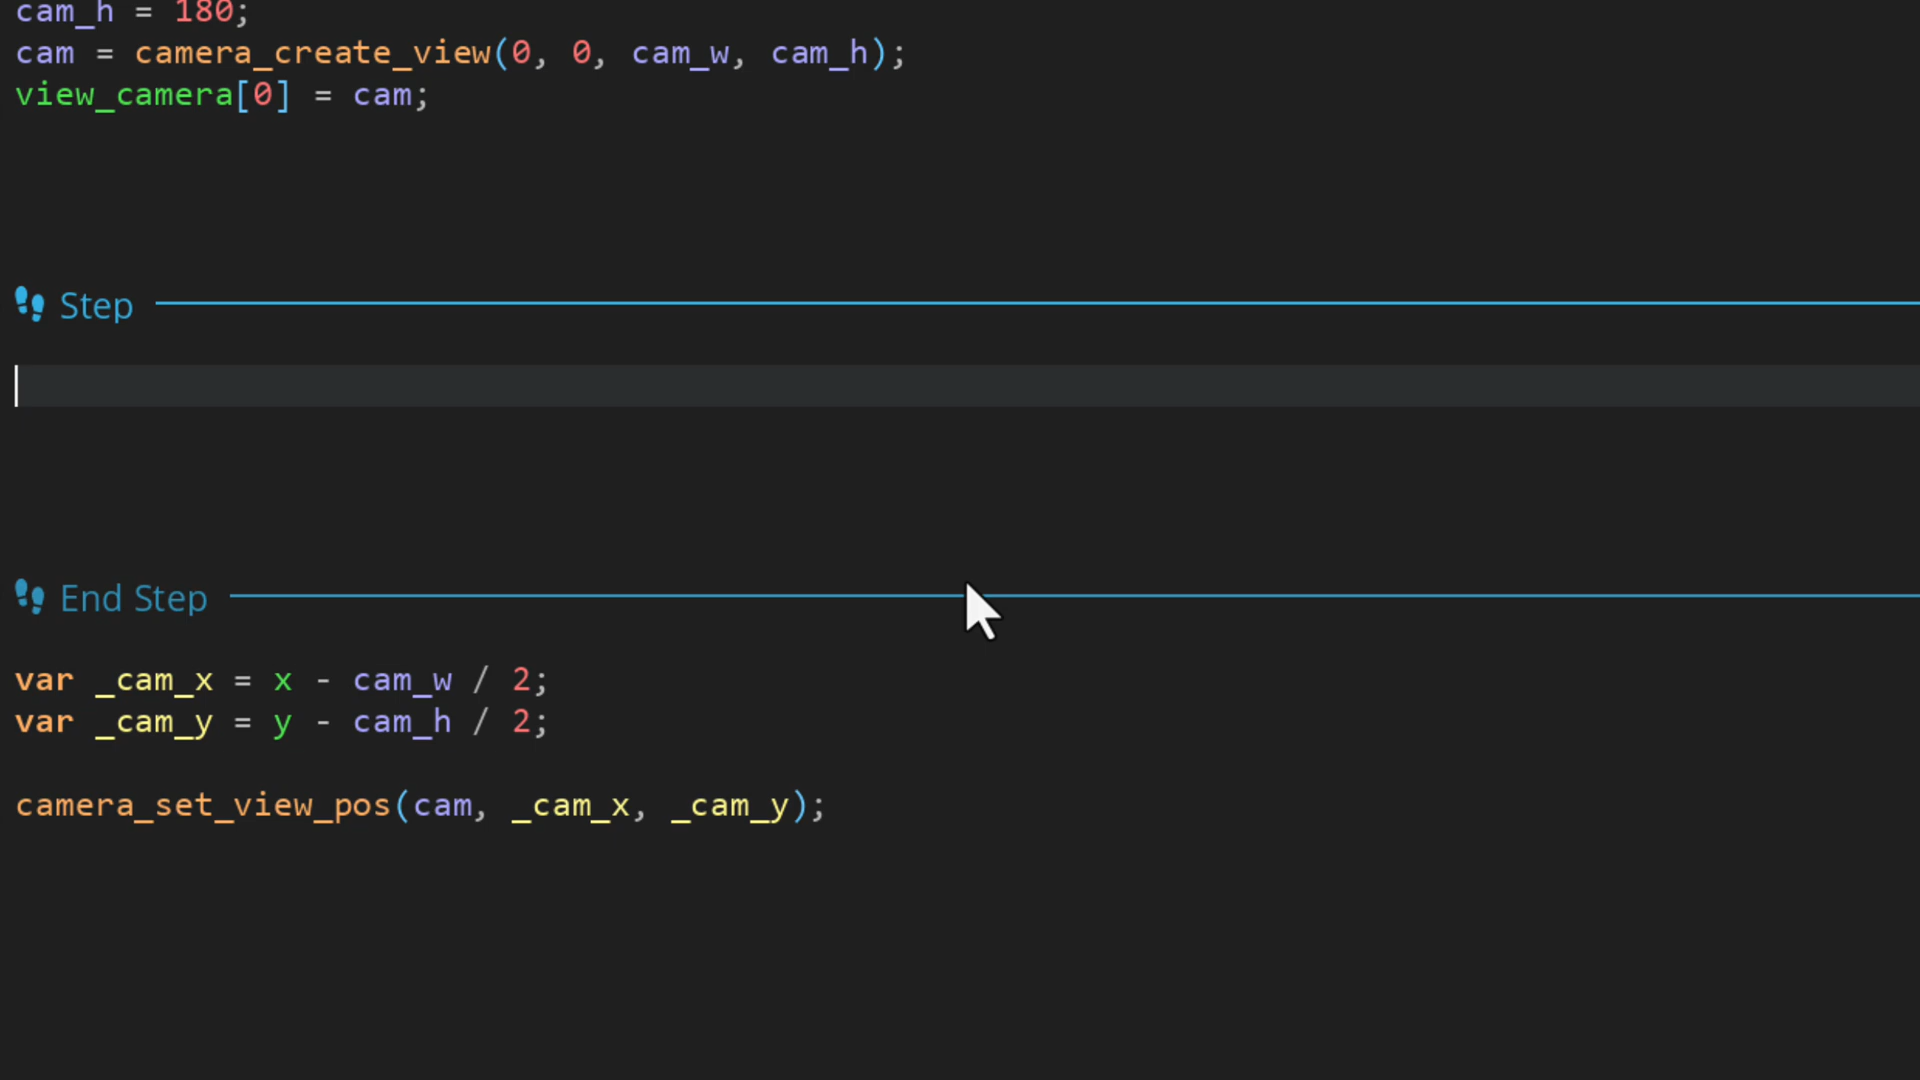 cam_h = 180;
cam = camera_create_view(0, 0, cam_w, cam_h);
view_camera[0] = cam;
Step
End Step
var _cam_x = x - cam_w / 2;
var _cam_y = y - cam_h / 2;
camera_set_view_pos(cam, _cam_x, _cam_y);